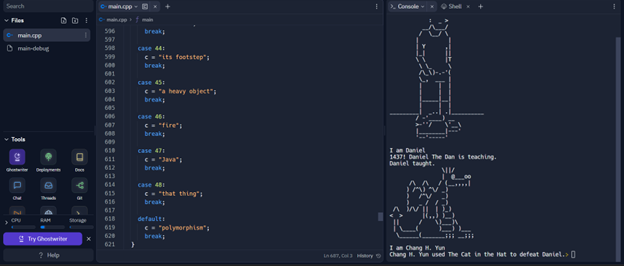 Search
Files
main.cpp
main-debug
Tools
Ghostwriter
Deployments
Docs
Chat
Threads
Git
CPU
RAM
Storage
Try Ghostwriter
Help
main.cpp
main.cpp > main
596 break;
597
598 case 44:
599 c = "its footstep";
600 break;
601
602 case 45:
603 c = "a heavy object";
604 break;
605
606 case 46:
607 c = "fire";
608 break;
609
610 case 47:
611 c = "Java";
612 break;
613
614 case 48:
615 c = "that thing";
616 break;
617
618 default:
619 c = "polymorphism";
620 break;
621 }
Ln 687, Col 3 History
Console
Shell
I am Daniel
1437! Daniel The Dan is teaching.
Daniel taught.
I am Chang H. Yun
Chang H. Yun used The Cat in the Hat to defeat Daniel.